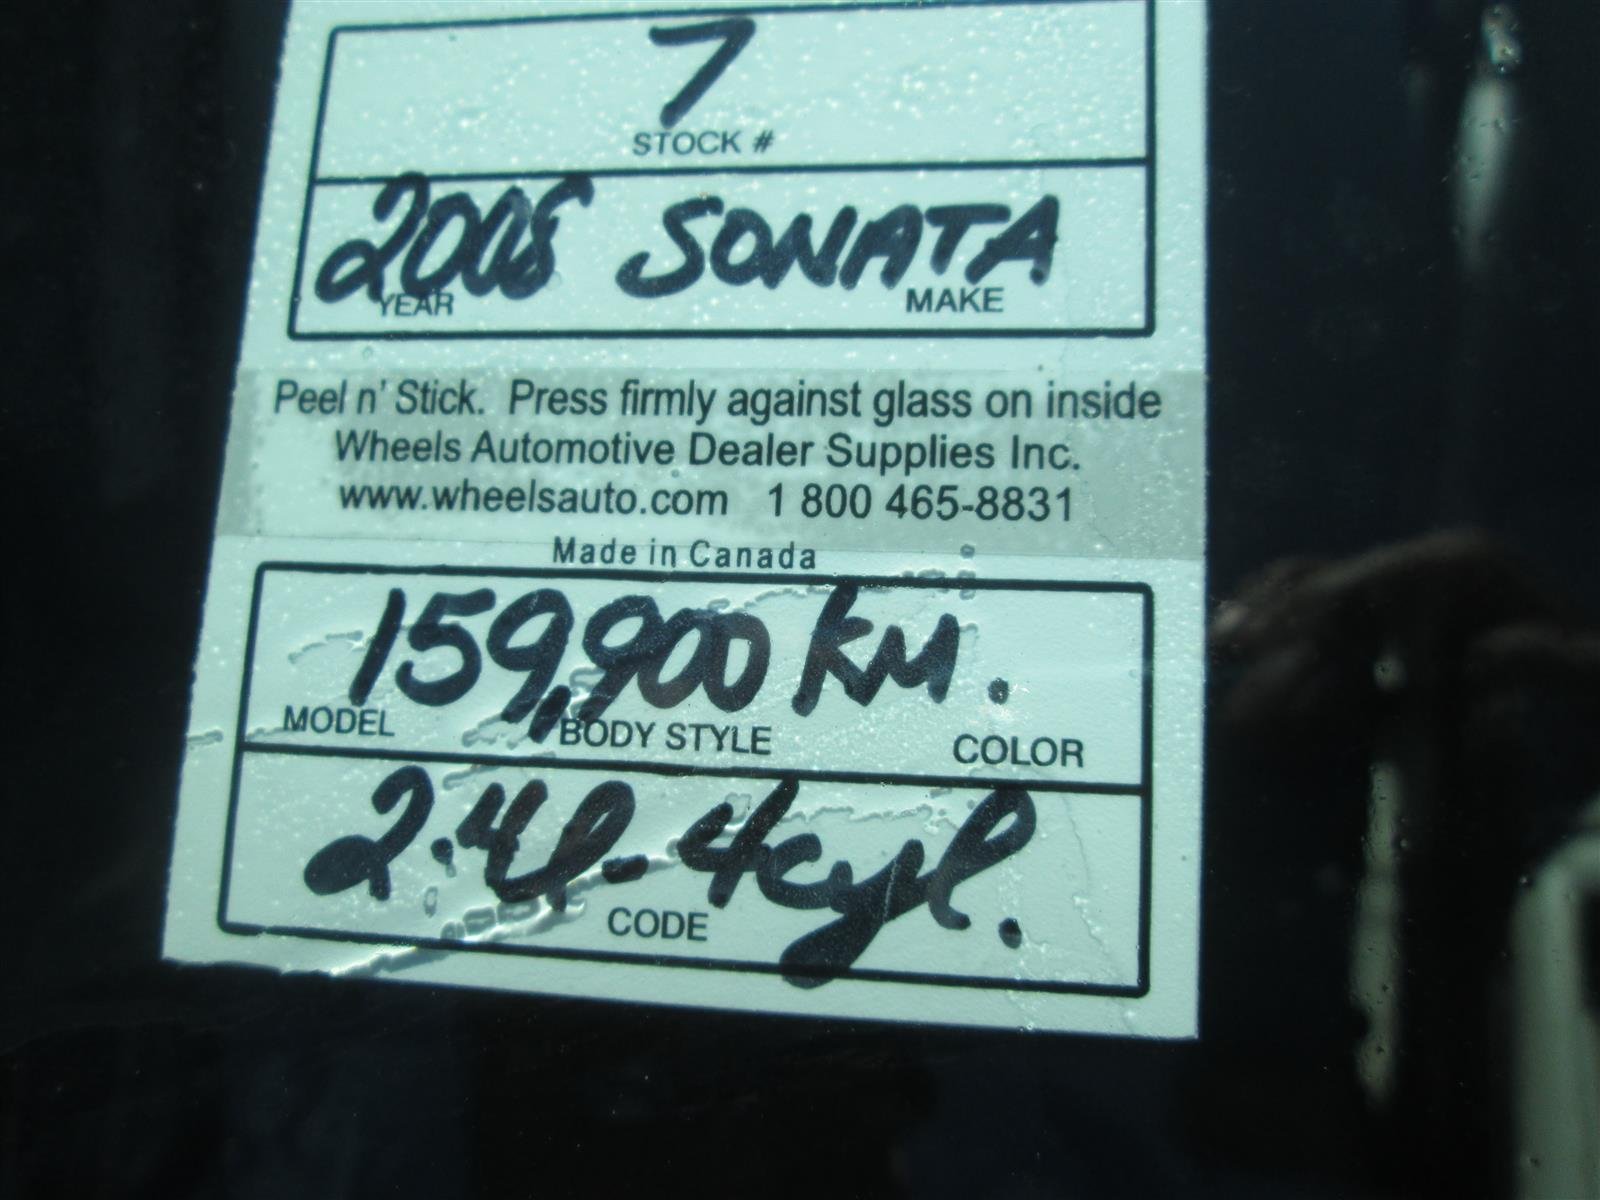 7
STOCK #
2008 SONATA
YEAR MAKE
Peel n' Stick. Press firmly against glass on inside
Wheels Automotive Dealer Supplies Inc.
www.wheelsauto.com 1 800 465-8831
Made in Canada
159,900 KM.
MODEL BODY STYLE COLOR
2.4l-4cyl.
CODE